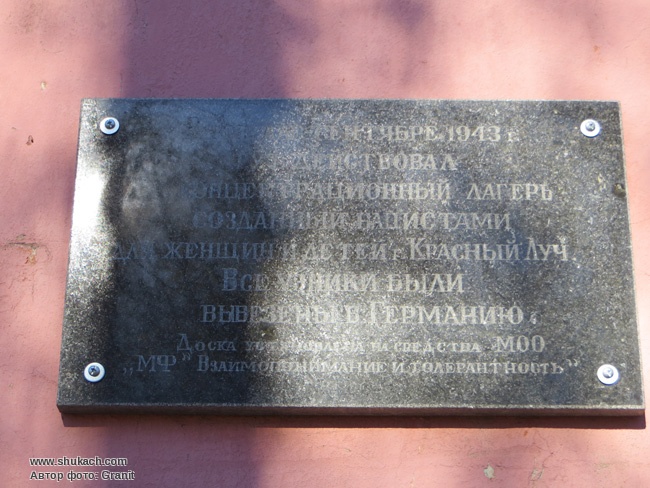 СЕНТЯБРЕ 1943 г.
ДЕЙСТВОВАЛ
КОНЦЕНТРАЦИОННЫЙ ЛАГЕРЬ
СОЗДАННЫЙ НАЦИСТАМИ
ДЛЯ ЖЕНЩИН И ДЕТЕЙ г. КРАСНЫЙ ЛУЧ.
ВСЕ УЗНИКИ БЫЛИ
ВЫВЕЗЕНЫ В ГЕРМАНИЮ.
ДОСКА УСТАНОВЛЕНА НА СРЕДСТВА МОО
„МФ" ВЗАИМОПОНИМАНИЕ И ТОЛЕРАНТНОСТЬ"
www.shukach.com
Автор фото: Granit